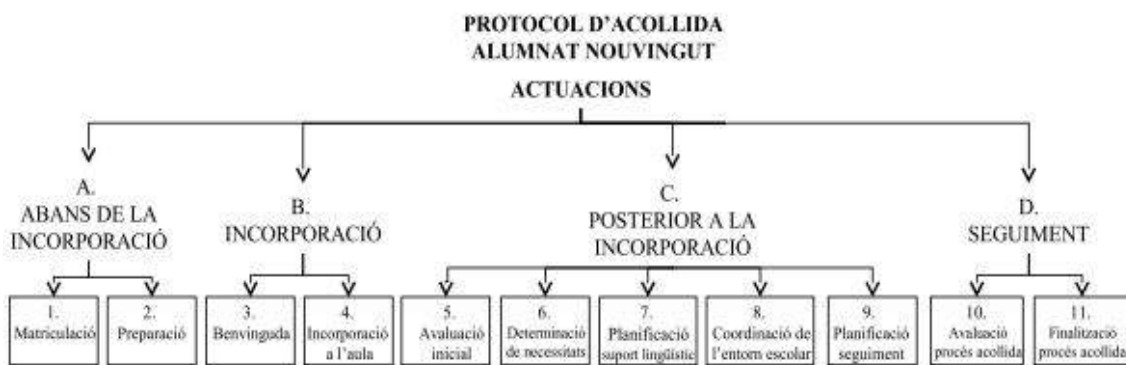 PROTOCOL D'ACOLLIDA
ALUMNAT NOUVINGUT
ACTUACIONS
A.
ABANS DE LA
INCORPORACIÓ
B.
INCORPORACIÓ
C.
POSTERIOR A LA
INCORPORACIÓ
D.
SEGUIMENT
1.
Matriculació
2.
Preparació
3.
Benvinguda
4.
Incorporació
a l'aula
5.
Avaluació
inicial
6.
Determinació
de necessitats
7.
Planificació
suport lingüístic
8.
Coordinació de
l'entorn escolar
9.
Planificació
seguiment
10.
Avaluació
procés acollida
11.
Finalització
procés acollida